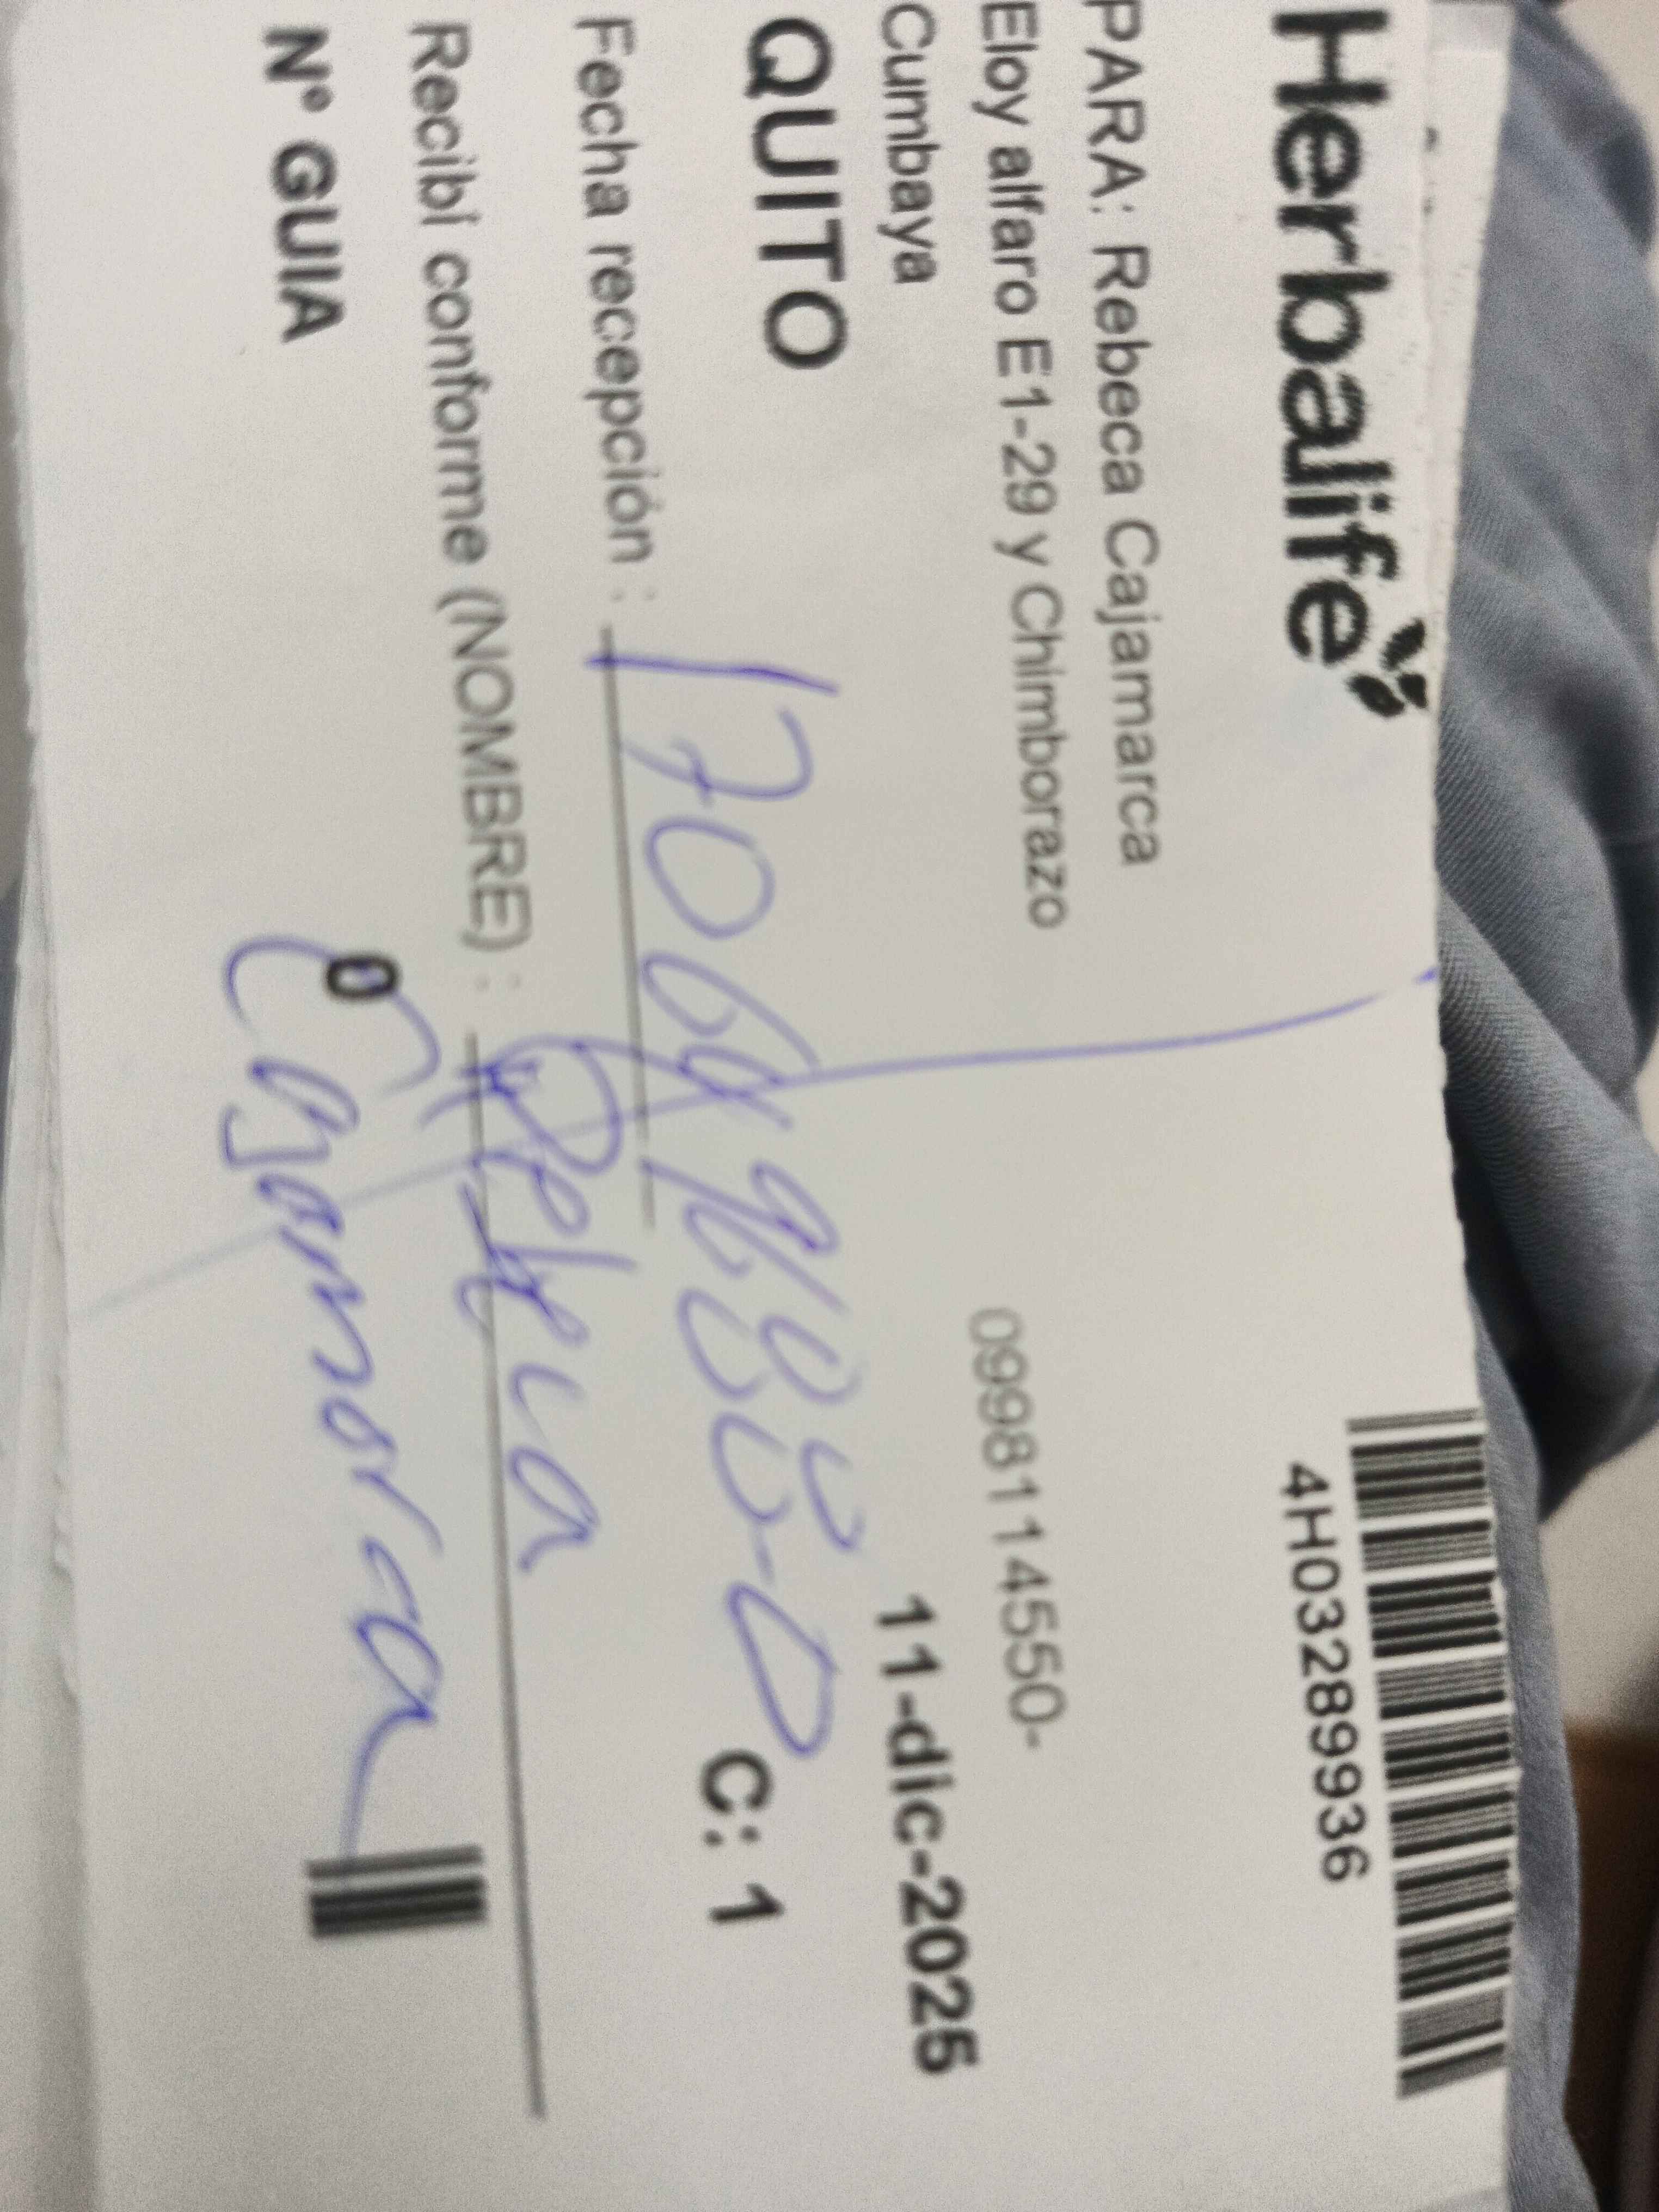 Herbalife
4H03289936
PARA: Rebeca Cajamarca
Eloy alfaro E1-29 y Chimborazo
0998114550-
Cumbaya
11-dic-2025
QUITO
C: 1
Fecha recepción :
Recibí conforme (NOMBRE) : Rebeca
Cajamarca
N° GUIA 0